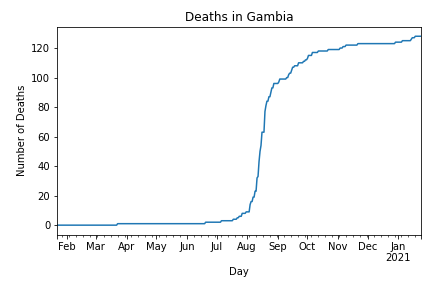 Deaths in Gambia
Number of Deaths
120
100
80
60
40
20
0
Feb Mar Apr May Jun Jul Aug Sep Oct Nov Dec Jan
2021
Day